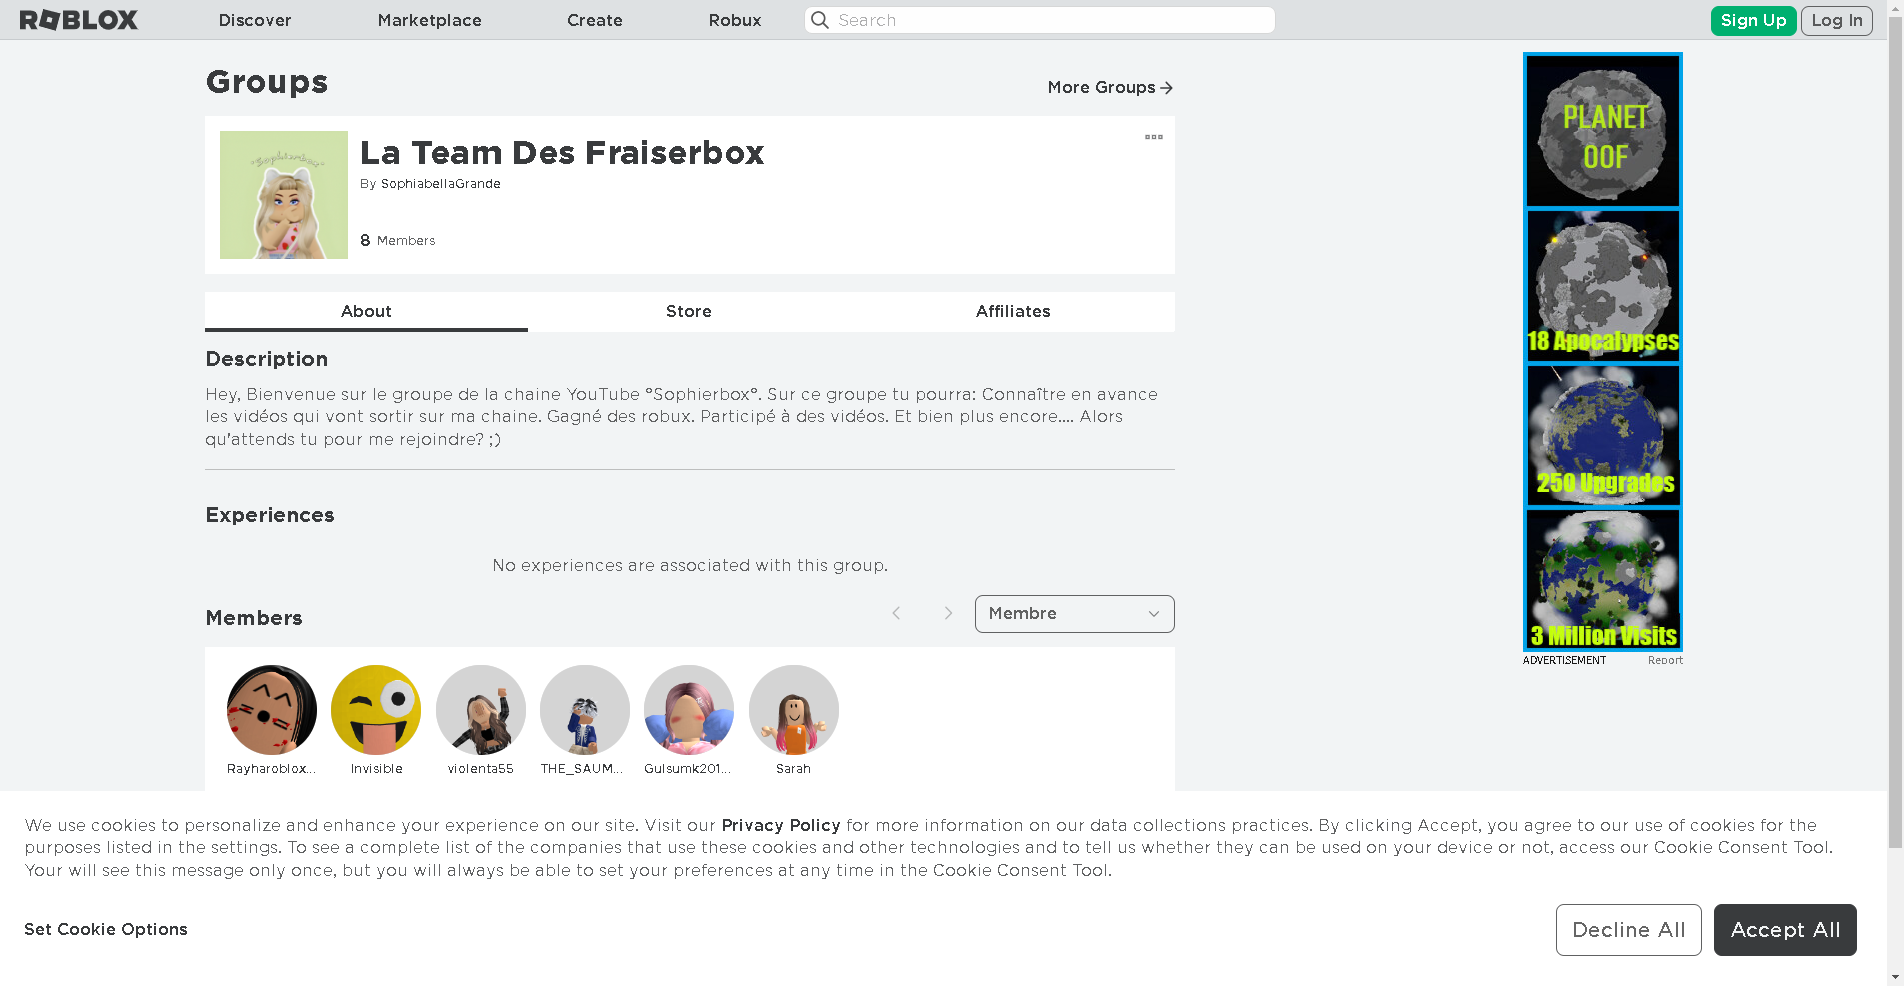 ROBLOX
Discover
Marketplace
Create
Robux
Search
Sign Up
Log In
Groups
More Groups
°Sophierbox°
La Team Des Fraiserbox
By SophiabellaGrande
8 Members
About
Store
Affiliates
Description
Hey, Bienvenue sur le groupe de la chaine YouTube °Sophierbox°. Sur ce groupe tu pourra: Connaître en avance
les vidéos qui vont sortir sur ma chaine. Gagné des robux. Participé à des vidéos. Et bien plus encore.... Alors
qu'attends tu pour me rejoindre? ;)
Experiences
No experiences are associated with this group.
Members
Membre
Rayharoblox...
Invisible
violenta55
THE_SAUM...
Gulsumk201...
Sarah
PLANET
OOF
18 Apocalypses
250 Upgrades
3 Million Visits
ADVERTISEMENT
Report
We use cookies to personalize and enhance your experience on our site. Visit our Privacy Policy for more information on our data collections practices. By clicking Accept, you agree to our use of cookies for the
purposes listed in the settings. To see a complete list of the companies that use these cookies and other technologies and to tell us whether they can be used on your device or not, access our Cookie Consent Tool.
Your will see this message only once, but you will always be able to set your preferences at any time in the Cookie Consent Tool.
Set Cookie Options
Decline All
Accept All